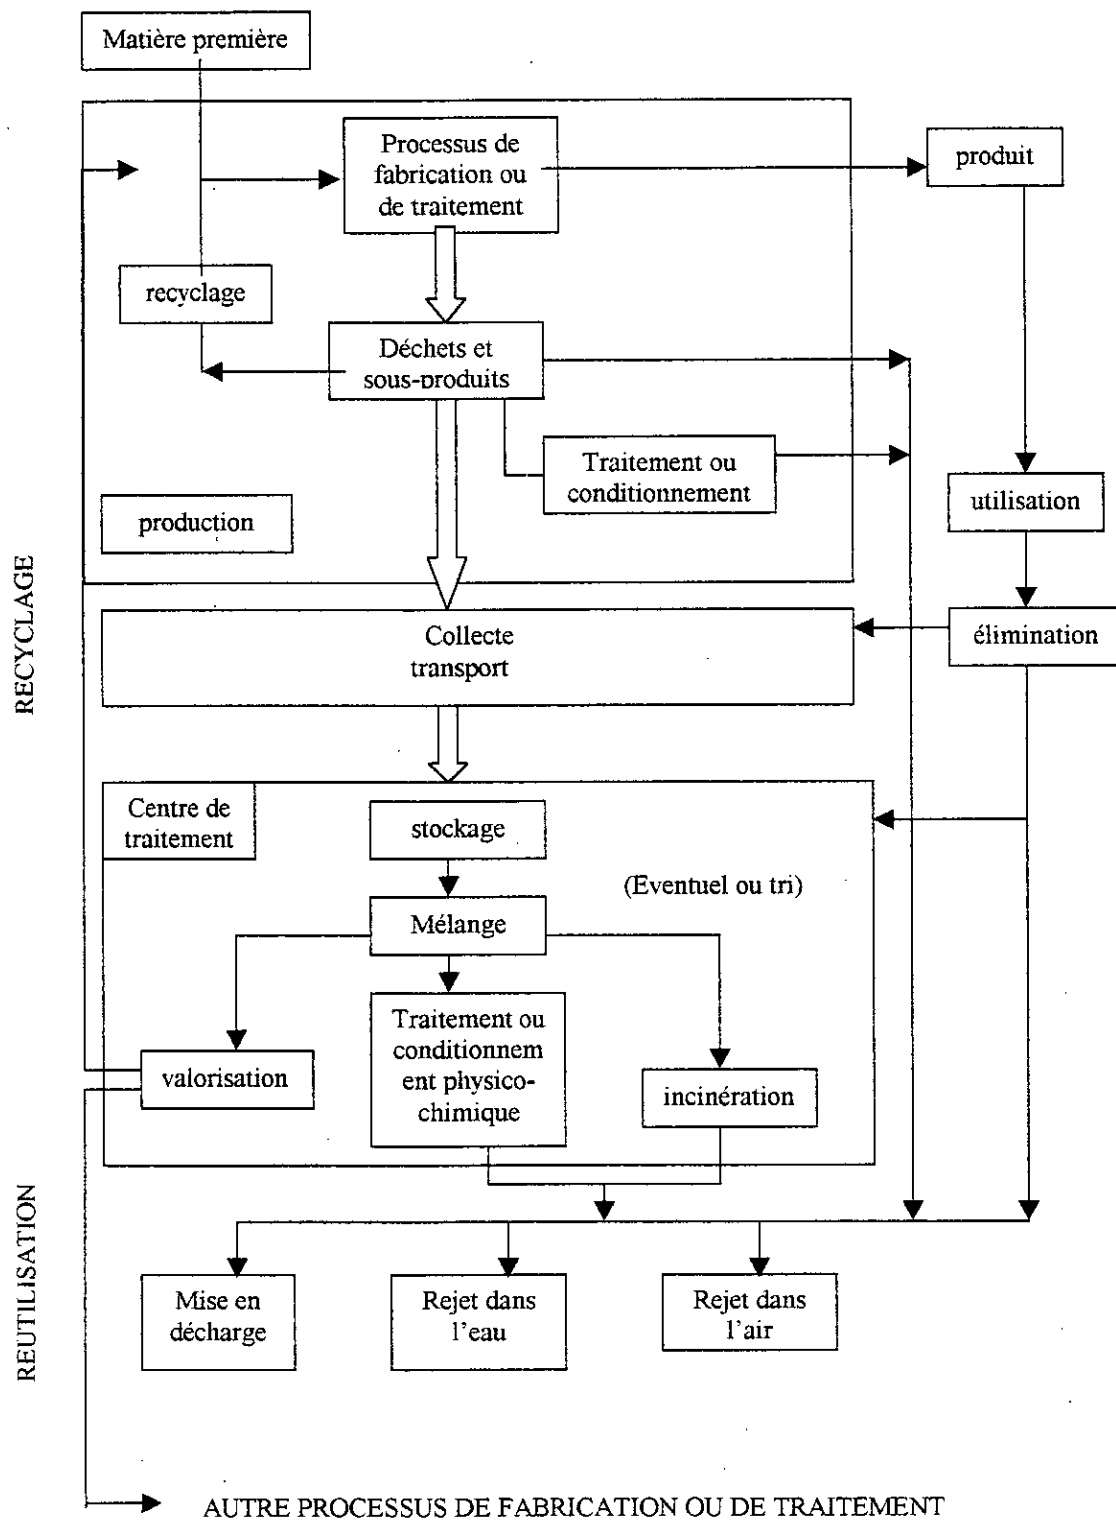 Matière première
Processus de
fabrication ou
de traitement
produit
recyclage
Déchets et
sous-produits
Traitement ou
conditionnement
production
utilisation
RECYCLAGE
Collecte
transport
élimination
Centre de
traitement
stockage
(Eventuel ou tri)
Mélange
Traitement ou
conditionnem
ent physico-
chimique
valorisation
incinération
REUTILISATION
Mise en
décharge
Rejet dans
l'eau
Rejet dans
l'air
AUTRE PROCESSUS DE FABRICATION OU DE TRAITEMENT